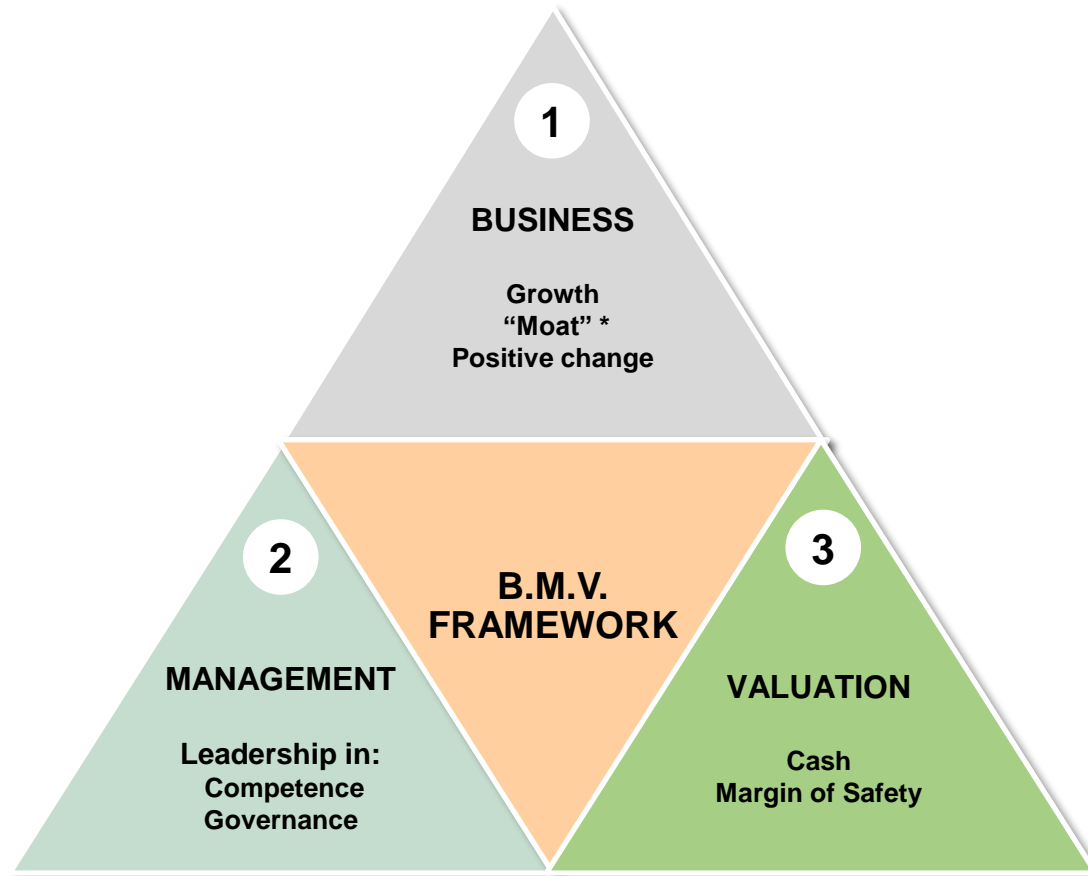 1
BUSINESS
Growth
“Moat” *
Positive change
2
MANAGEMENT
Leadership in:
Competence
Governance
B.M.V.
FRAMEWORK
3
VALUATION
Cash
Margin of Safety